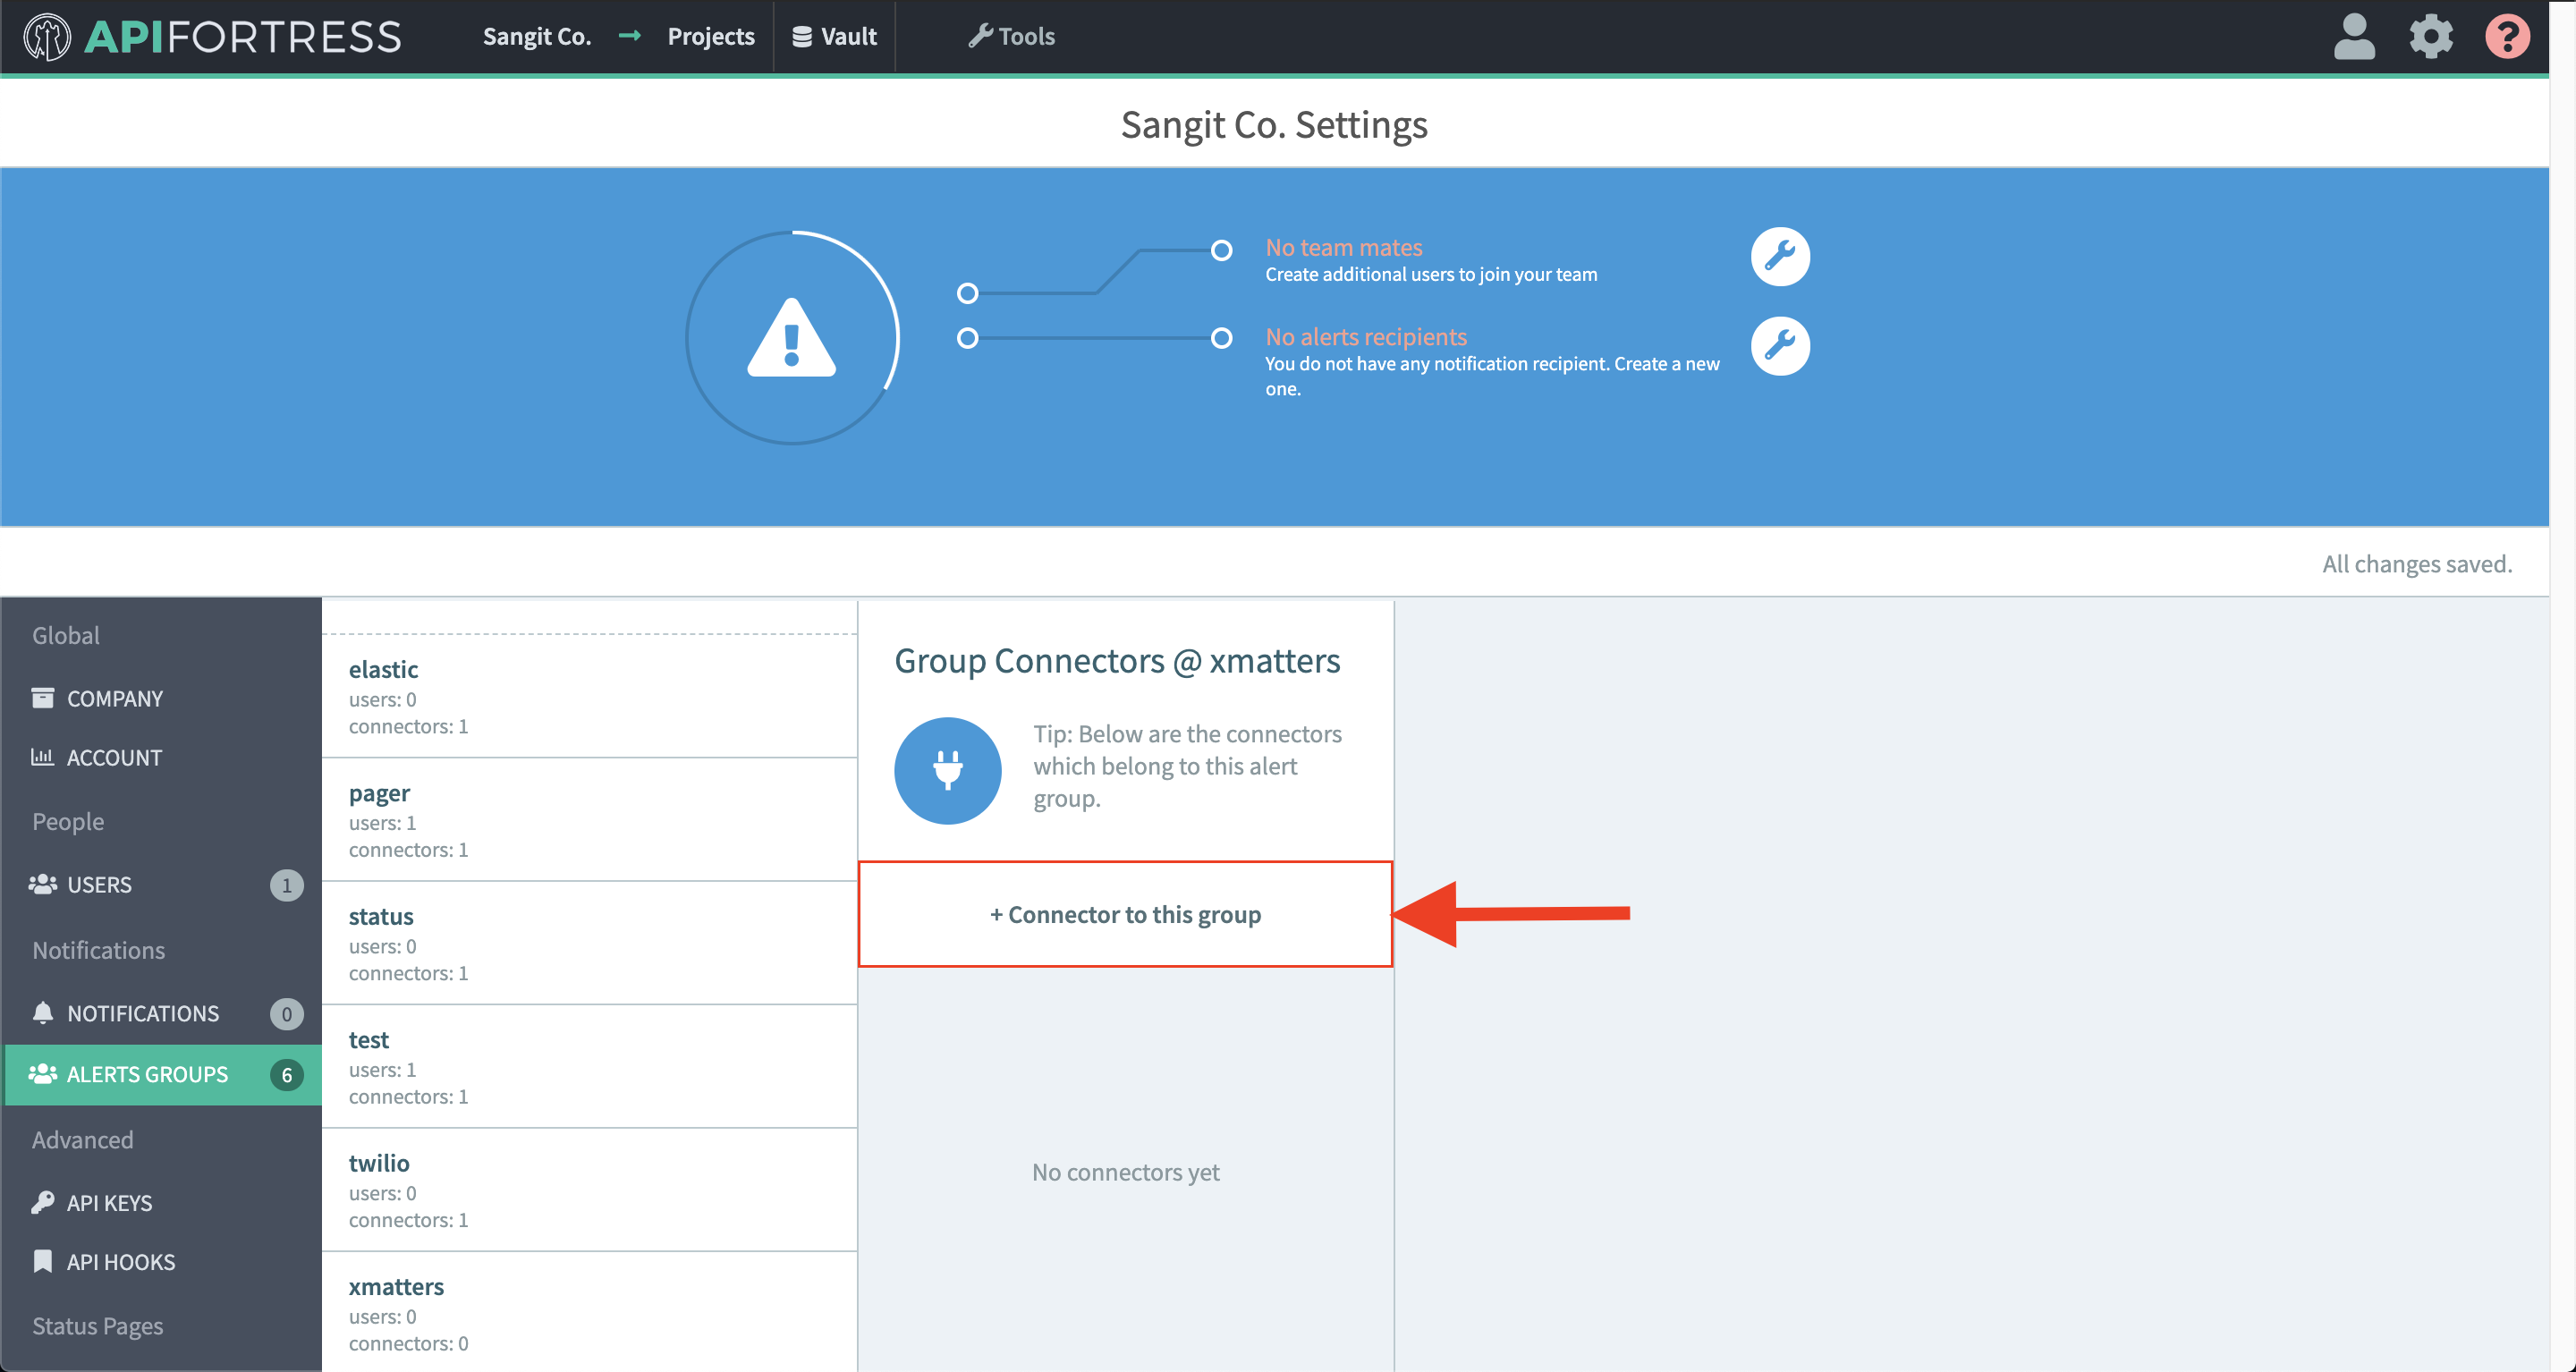 APIFORTRESS
Sangit Co. → Projects
Vault
Tools
?
Sangit Co. Settings
No team mates
Create additional users to join your team
No alerts recipients
You do not have any notification recipient. Create a new
one.
All changes saved.
Global
COMPANY
ACCOUNT
People
USERS 1
Notifications
NOTIFICATIONS 0
ALERTS GROUPS 6
Advanced
API KEYS
API HOOKS
Status Pages
elastic
users: 0
connectors: 1
pager
users: 1
connectors: 1
status
users: 0
connectors: 1
test
users: 1
connectors: 1
twilio
users: 0
connectors: 1
xmatters
users: 0
connectors: 0
Group Connectors @ xmatters
Tip: Below are the connectors
which belong to this alert
group.
+ Connector to this group
No connectors yet